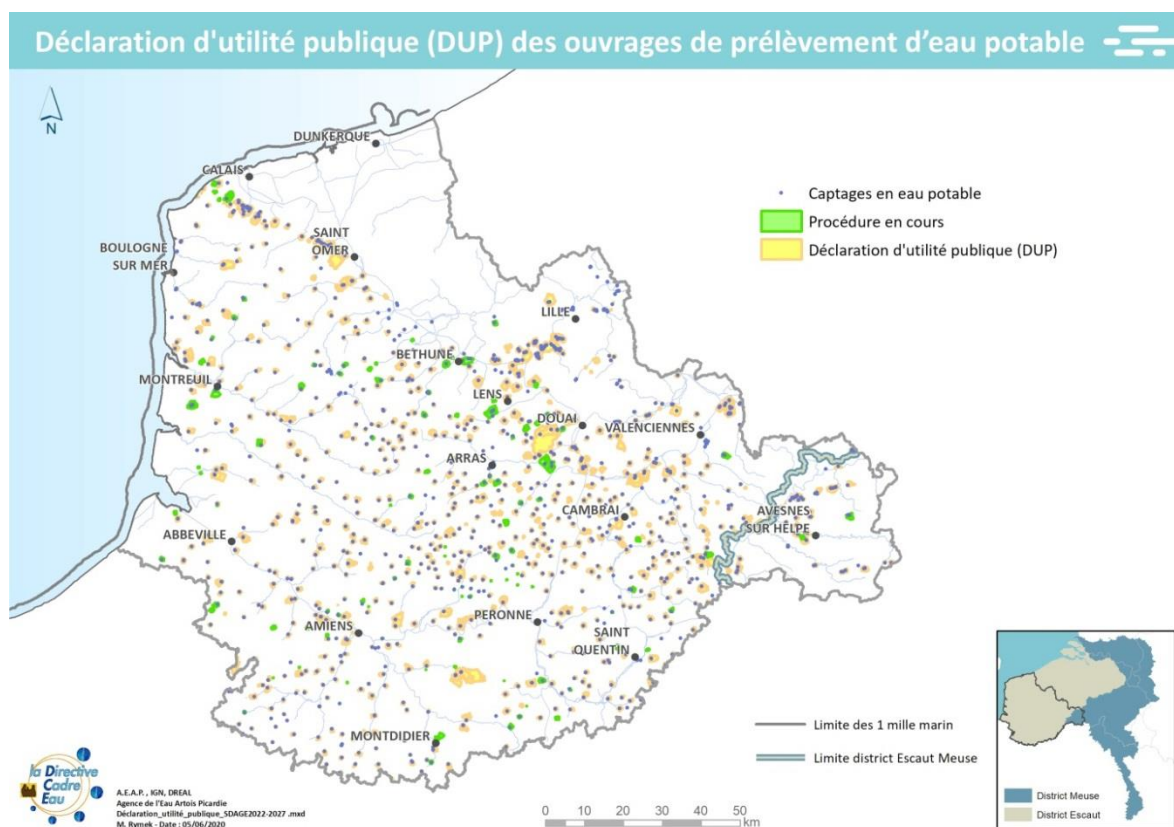 Déclaration d'utilité publique (DUP) des ouvrages de prélèvement d'eau potable
N
DUNKERQUE
CALAIS
Captages en eau potable
Procédure en cours
Déclaration d'utilité publique (DUP)
SAINT
OMER
BOULOGNE
SUR MER
LILLE
BETHUNE
MONTREUIL
LENS
DOUAI
VALENCIENNES
ARRAS
CAMBRAI
AVESNES
SUR HELPE
ABBEVILLE
PERONNE
AMIENS
SAINT
QUENTIN
MONTDIDIER
Limite des 1 mille marin
Limite district Escaut Meuse
District Meuse
District Escaut
la Directive
Cadre
Eau
A.E.A.P. , IGN, DREAL
Agence de l'Eau Artois Picardie
Déclaration_utilité_publique_SDAGE2022-2027 .mxd
M. Rymek - Date : 05/06/2020
0 10 20 30 40 50
km